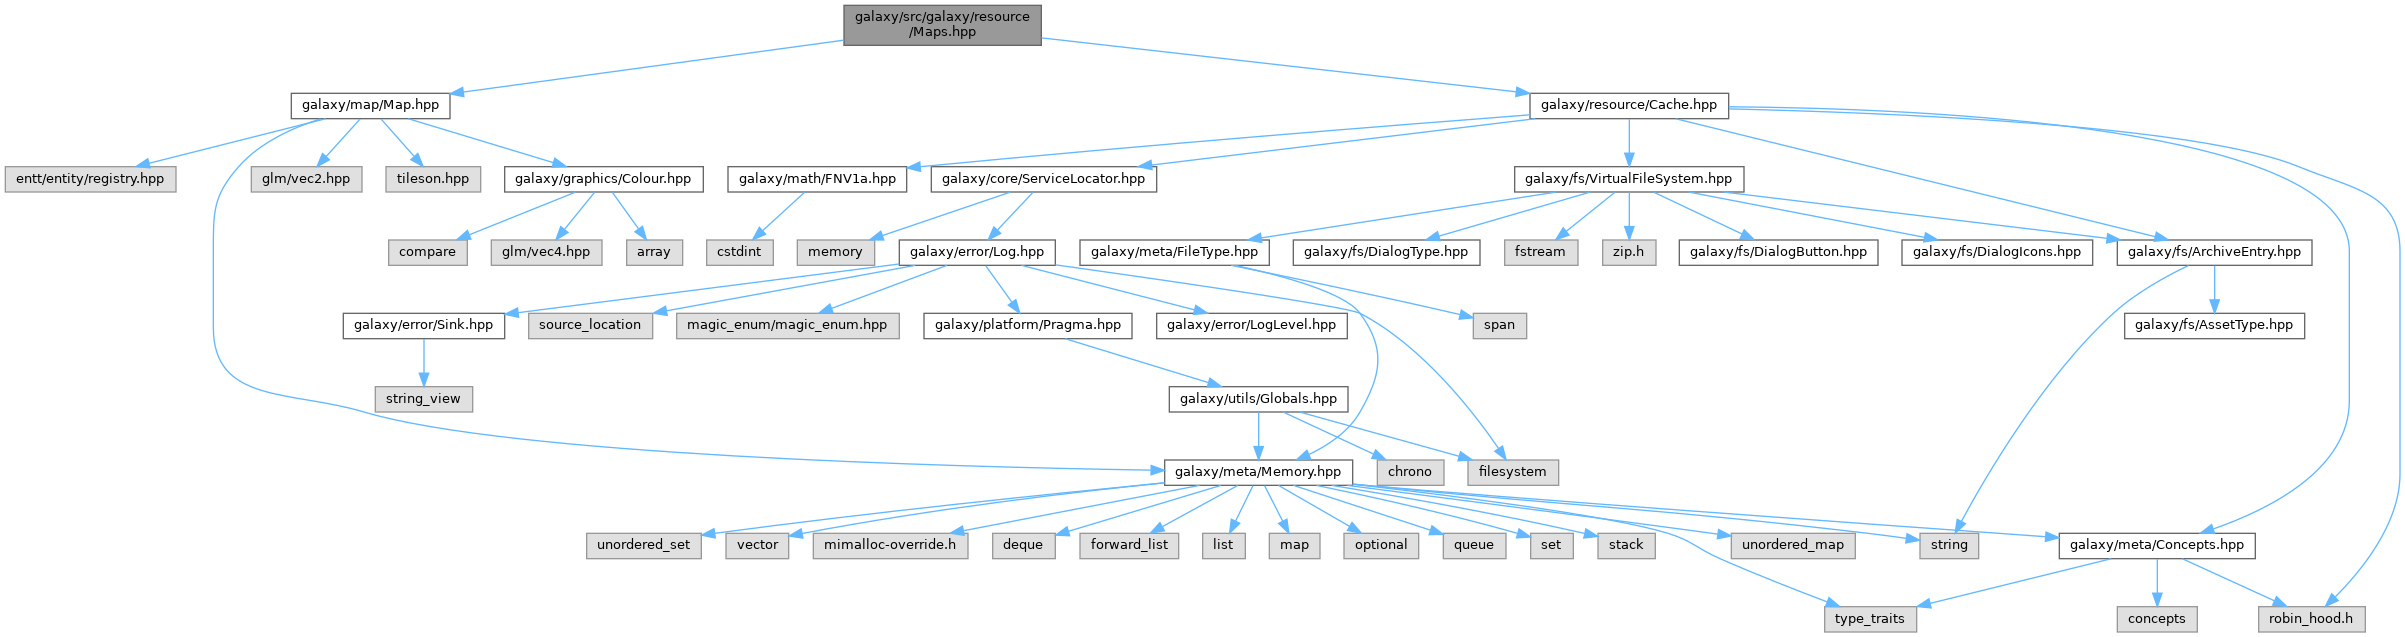 galaxy/src/galaxy/resource
/Maps.hpp
galaxy/map/Map.hpp
galaxy/resource/Cache.hpp
entt/entity/registry.hpp
glm/vec2.hpp
tileson.hpp
galaxy/graphics/Colour.hpp
galaxy/math/FNV1a.hpp
galaxy/core/ServiceLocator.hpp
galaxy/fs/VirtualFileSystem.hpp
compare
glm/vec4.hpp
array
cstdint
memory
galaxy/error/Log.hpp
galaxy/meta/FileType.hpp
galaxy/fs/DialogType.hpp
fstream
zip.h
galaxy/fs/DialogButton.hpp
galaxy/fs/DialogIcons.hpp
galaxy/fs/ArchiveEntry.hpp
galaxy/error/Sink.hpp
source_location
magic_enum/magic_enum.hpp
galaxy/platform/Pragma.hpp
galaxy/error/LogLevel.hpp
span
galaxy/fs/AssetType.hpp
string_view
galaxy/utils/Globals.hpp
galaxy/meta/Memory.hpp
chrono
filesystem
unordered_set
vector
mimalloc-override.h
deque
forward_list
list
map
optional
queue
set
stack
unordered_map
string
galaxy/meta/Concepts.hpp
type_traits
concepts
robin_hood.h